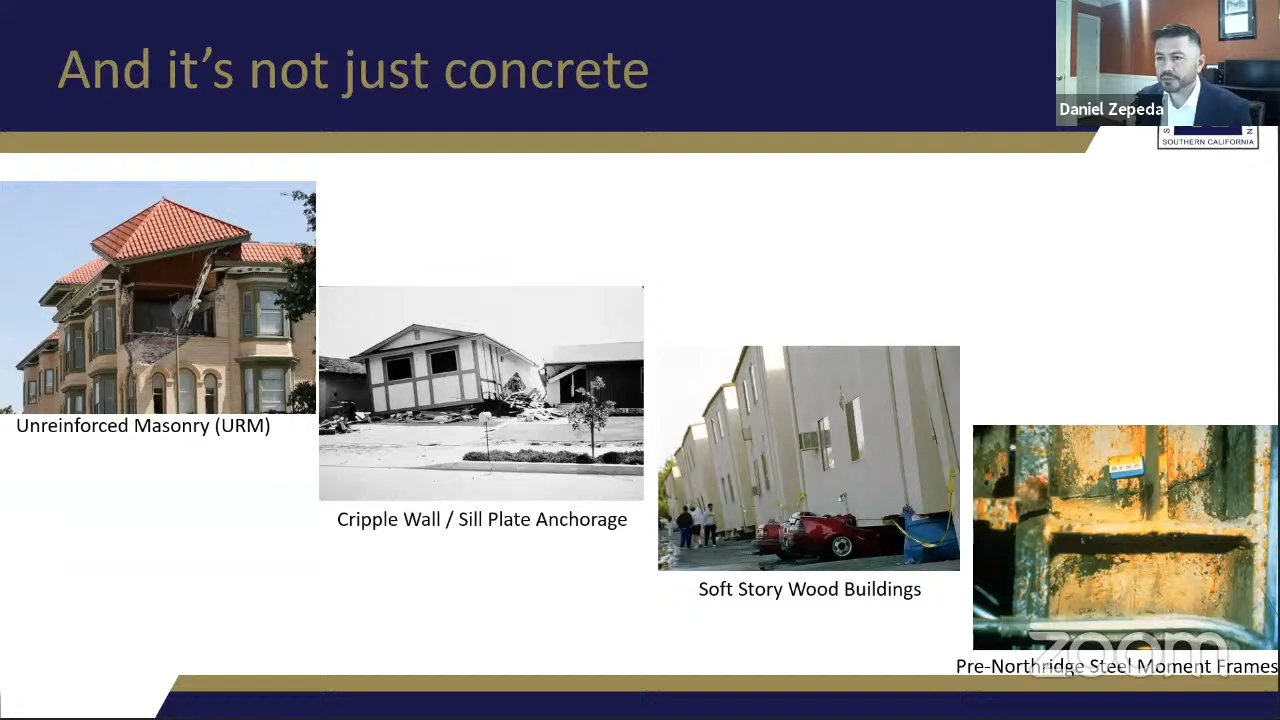 And it's not just concrete
Daniel Zepeda
S
N
SOUTHERN CALIFORNIA
Unreinforced Masonry (URM)
Cripple Wall / Sill Plate Anchorage
Soft Story Wood Buildings
zoom
Pre-Northridge Steel Moment Frames